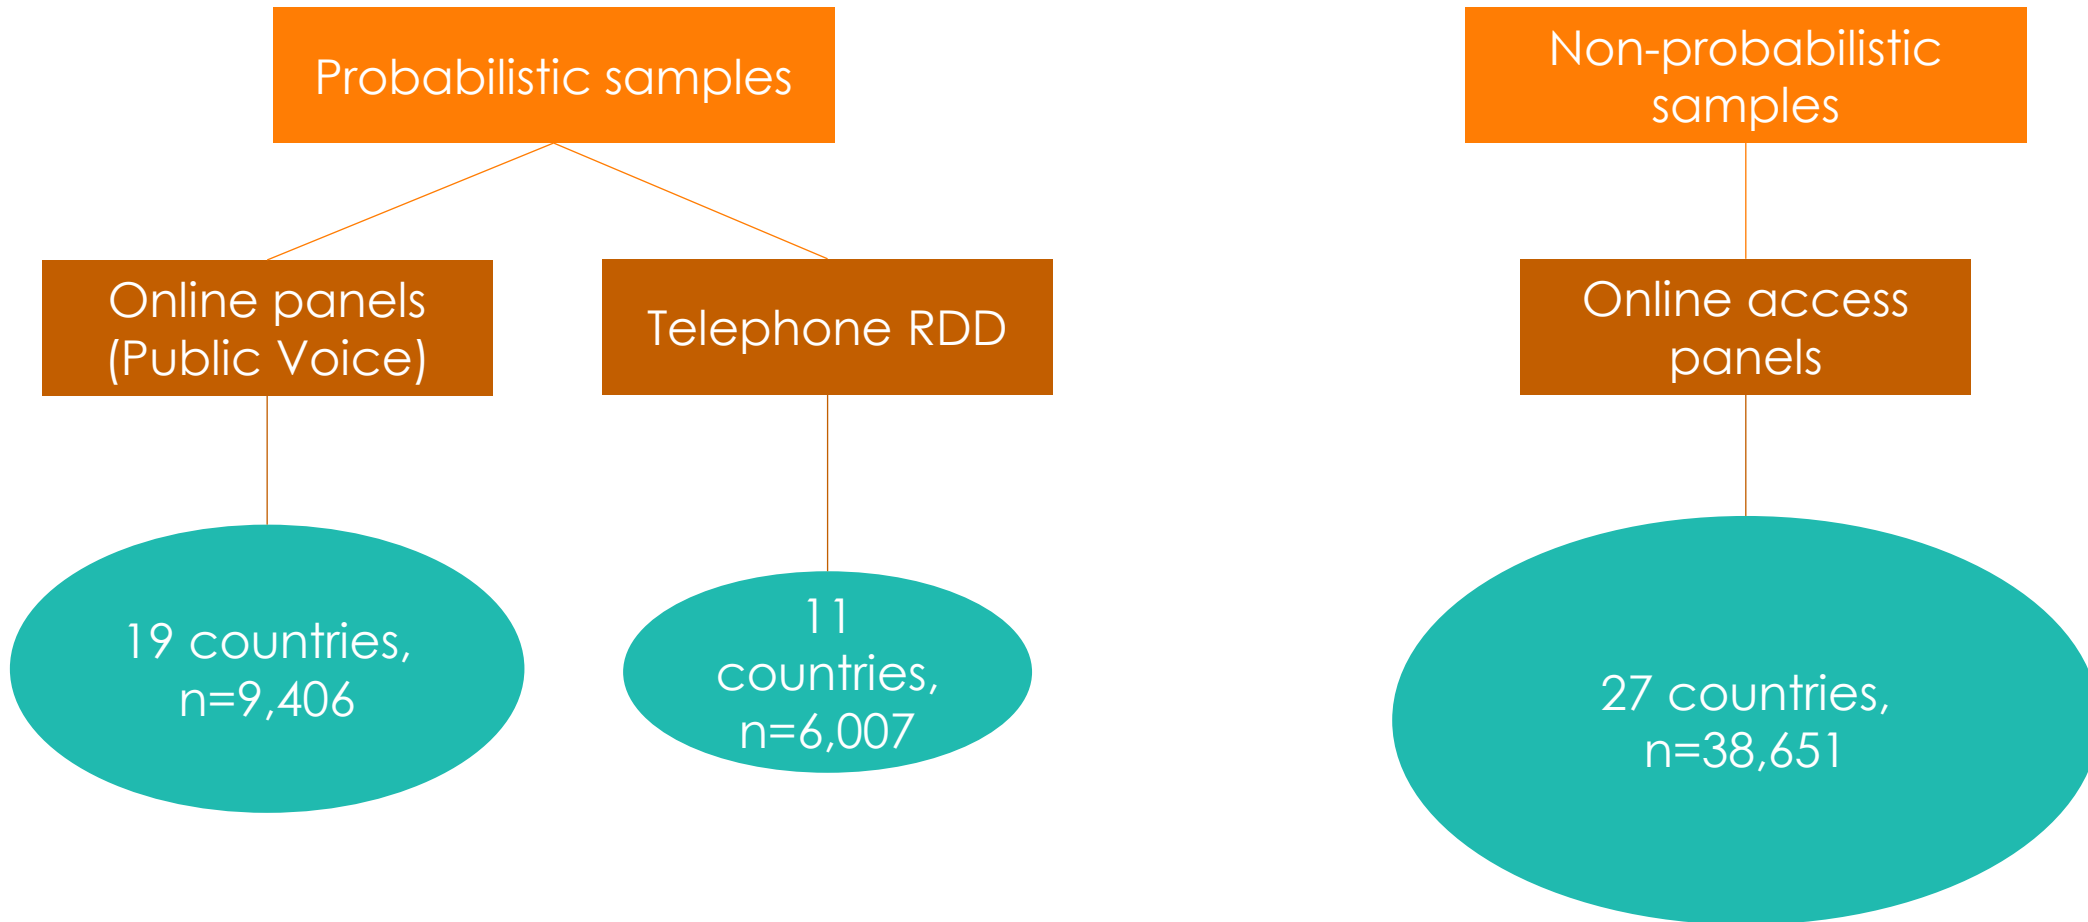 Probabilistic samples
Non-probabilistic
samples
Online panels
(Public Voice)
Telephone RDD
Online access
panels
19 countries,
n=9,406
11
countries,
n=6,007
27 countries,
n=38,651